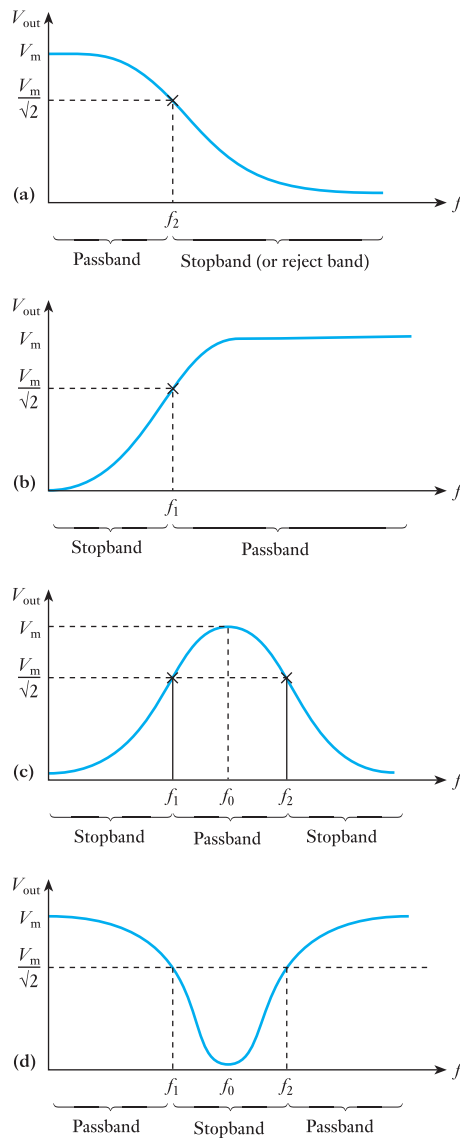 V_out
V_m
V_m/√2
(a)
f
f_2
Passband
Stopband (or reject band)
V_out
V_m
V_m/√2
(b)
f
f_1
Stopband
Passband
V_out
V_m
V_m/√2
(c)
f
f_1 f_0 f_2
Stopband Passband Stopband
V_out
V_m
V_m/√2
(d)
f
f_1 f_0 f_2
Passband Stopband Passband